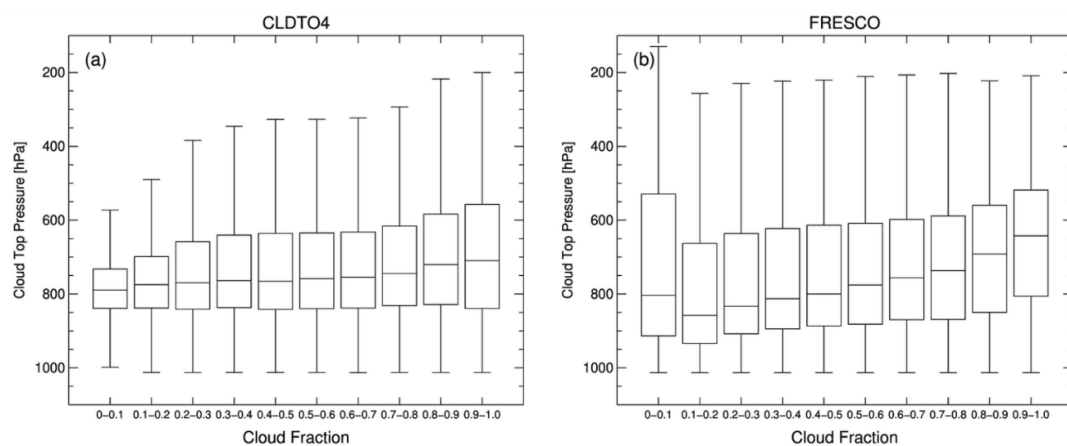 CLDTO4
(a)
Cloud Top Pressure [hPa]
200
400
600
800
1000
0–0.1 0.1–0.2 0.2–0.3 0.3–0.4 0.4–0.5 0.5–0.6 0.6–0.7 0.7–0.8 0.8–0.9 0.9–1.0
Cloud Fraction
FRESCO
(b)
Cloud Top Pressure [hPa]
200
400
600
800
1000
0–0.1 0.1–0.2 0.2–0.3 0.3–0.4 0.4–0.5 0.5–0.6 0.6–0.7 0.7–0.8 0.8–0.9 0.9–1.0
Cloud Fraction